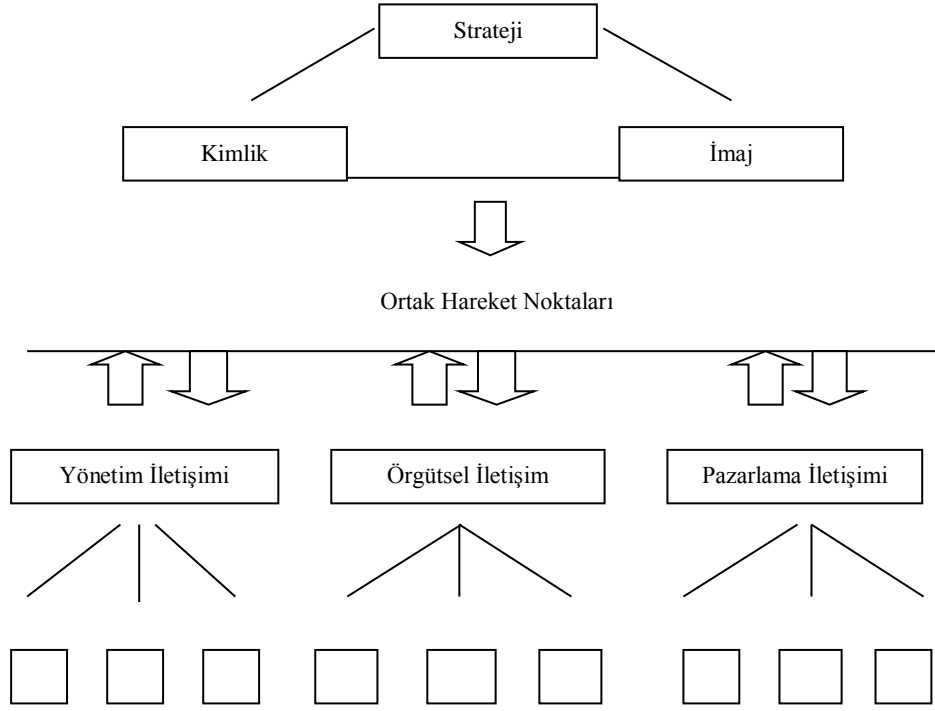 Strateji
Kimlik
İmaj
Ortak Hareket Noktaları
Yönetim İletişimi
Örgütsel İletişim
Pazarlama İletişimi